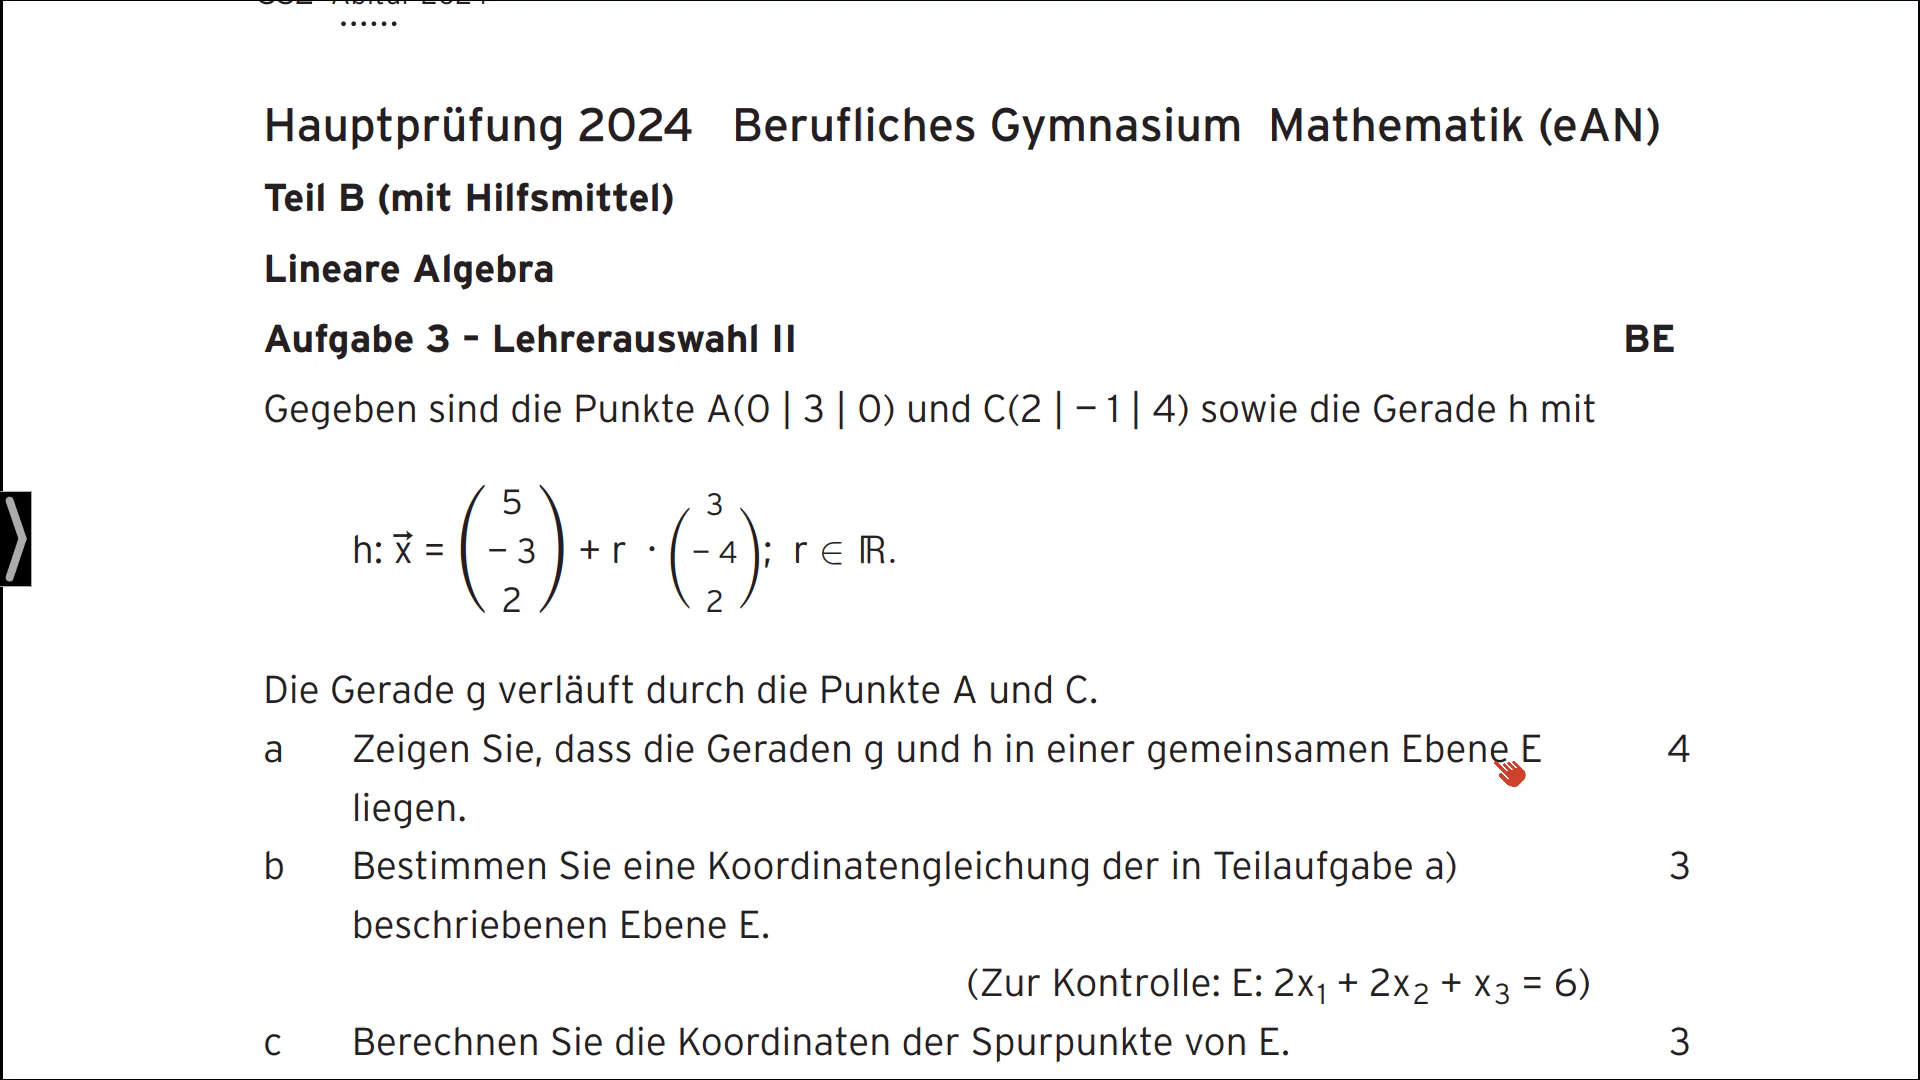 Hauptprüfung 2024 Berufliches Gymnasium Mathematik (eAN)
Teil B (mit Hilfsmittel)
Lineare Algebra
Aufgabe 3 – Lehrerauswahl II BE
Gegeben sind die Punkte A(0 | 3 | 0) und C(2 | − 1 | 4) sowie die Gerade h mit
5 3
h: x⃗ = ( − 3 ) + r · ( − 4 ); r ∈ ℝ.
2 2
Die Gerade g verläuft durch die Punkte A und C.
a Zeigen Sie, dass die Geraden g und h in einer gemeinsamen Ebene E 4
liegen.
b Bestimmen Sie eine Koordinatengleichung der in Teilaufgabe a) 3
beschriebenen Ebene E.
(Zur Kontrolle: E: 2x₁ + 2x₂ + x₃ = 6)
c Berechnen Sie die Koordinaten der Spurpunkte von E. 3